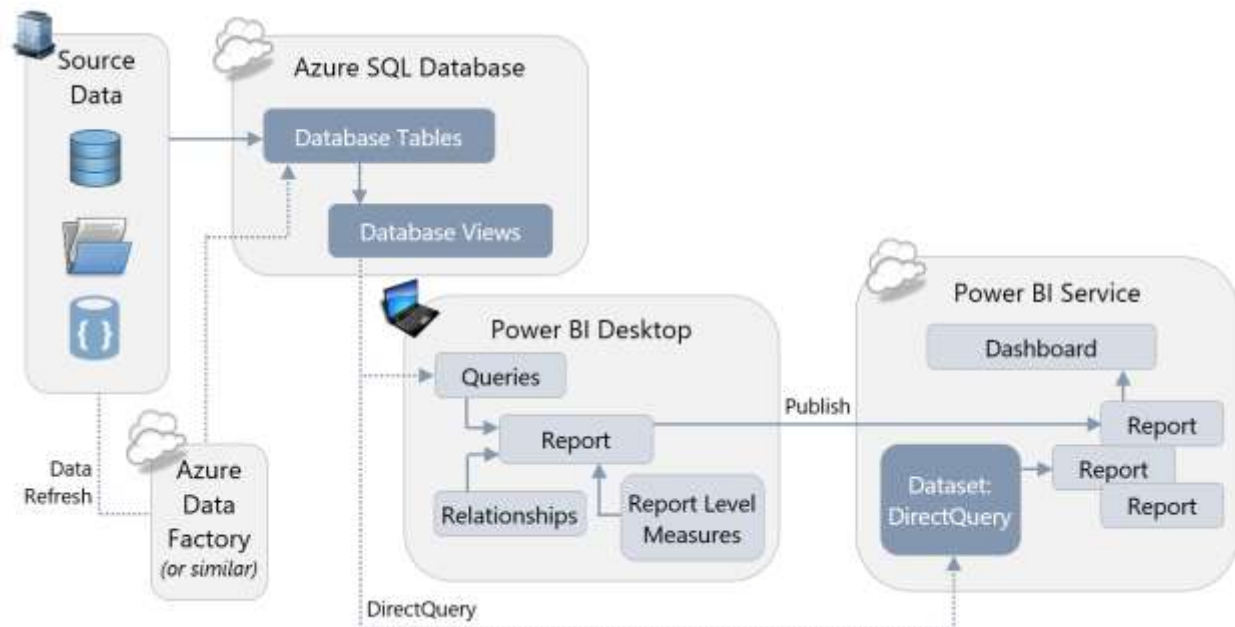 Source
Data
{ }
Azure SQL Database
Database Tables
Database Views
Data
Refresh
Azure
Data
Factory
(or similar)
Power BI Desktop
Queries
Report
Relationships
Report Level
Measures
Publish
DirectQuery
Power BI Service
Dashboard
Report
Report
Report
Dataset:
DirectQuery